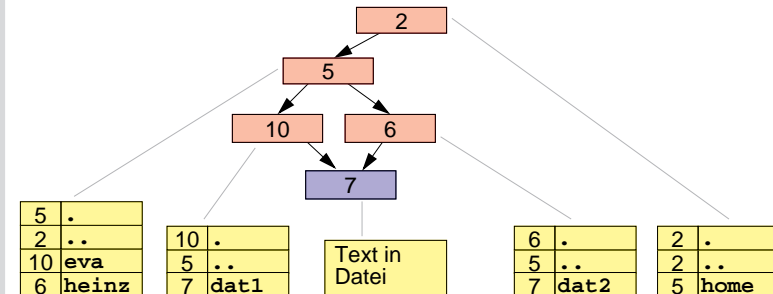 2
5
10
6
7
5 .
2 ..
10 eva
6 heinz
10 .
5 ..
7 dat1
Text in
Datei
6 .
5 ..
7 dat2
2 .
2 ..
5 home